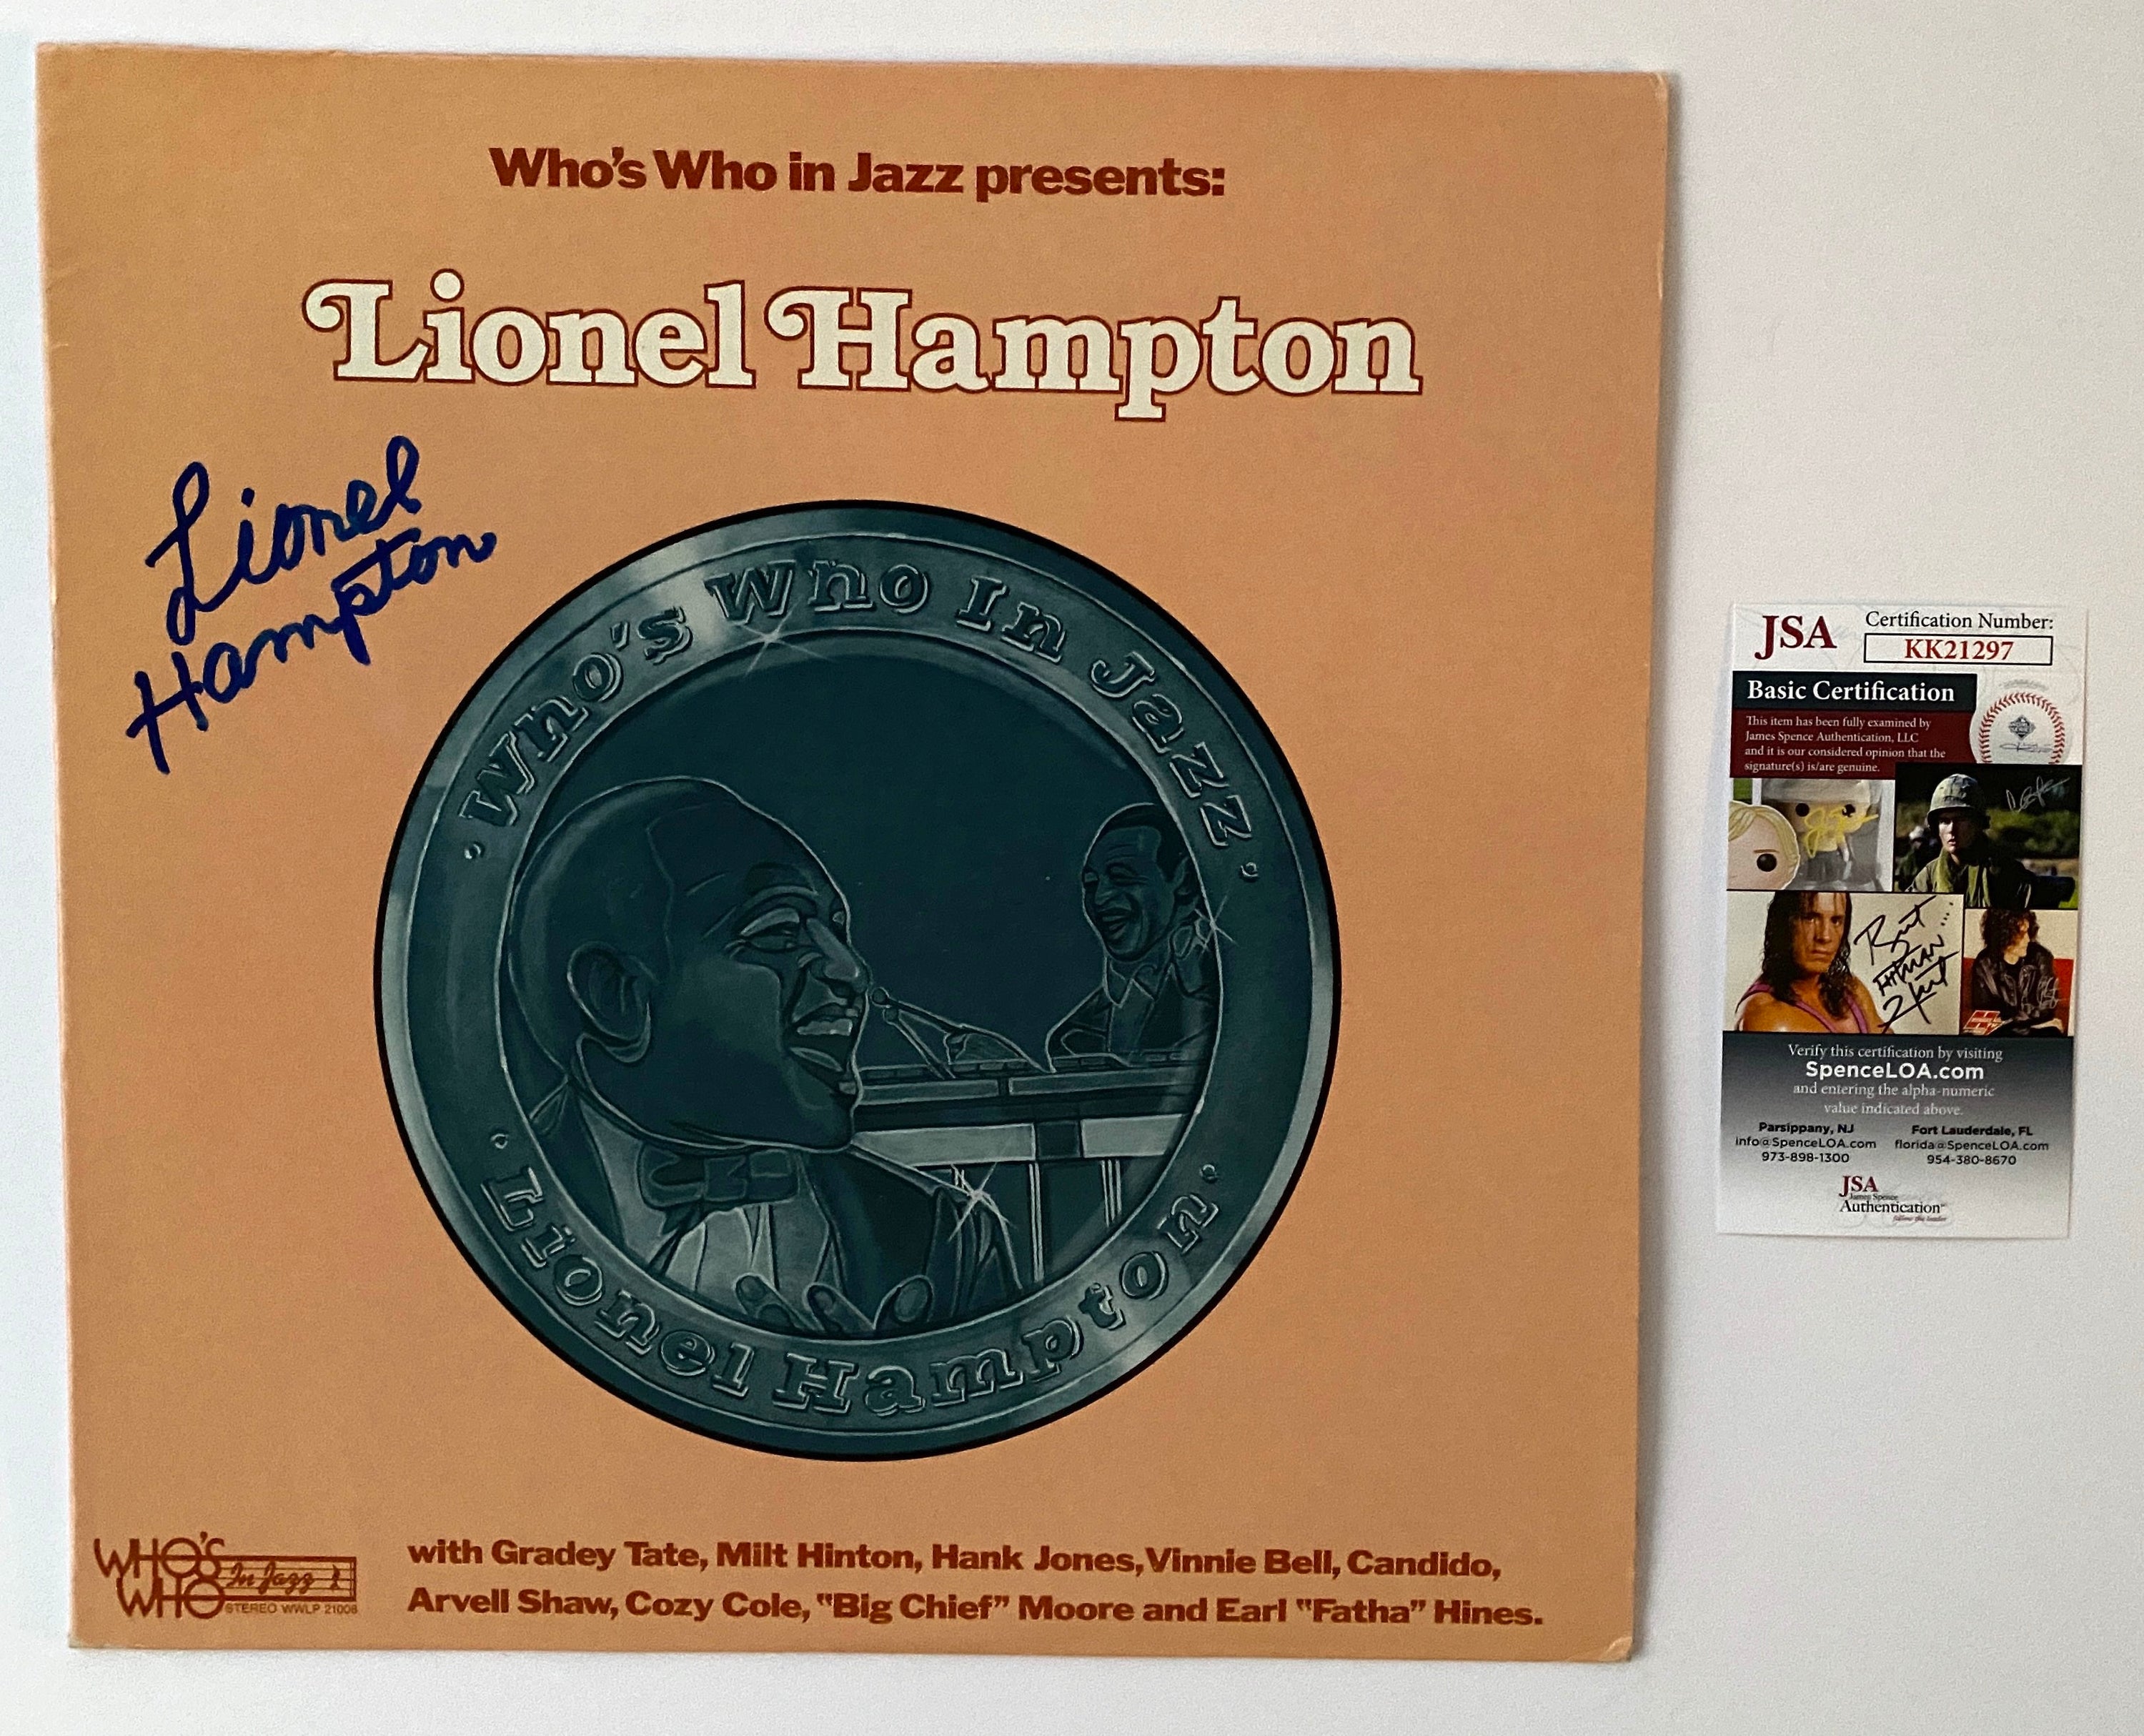 Who's Who in Jazz presents:
Lionel Hampton
Lionel
Hampton
Who's Who In Jazz
Lionel Hampton
WHO'S
WHO In Jazz
STEREO WWLP 21008
with Gradey Tate, Milt Hinton, Hank Jones, Vinnie Bell, Candido,
Arvell Shaw, Cozy Cole, "Big Chief" Moore and Earl "Fatha" Hines.
JSA
Certification Number:
KK21297
Basic Certification
This item has been fully examined by
James Spence Authentication, LLC
and it is our considered opinion that the
signature(s) is/are genuine.
Verify this certification by visiting
SpenceLOA.com
and entering the alpha-numeric
value indicated above.
Parsippany, NJ
info@SpenceLOA.com
973-898-1300
Fort Lauderdale, FL
florida@SpenceLOA.com
954-380-8670
JSA
James Spence
Authentication